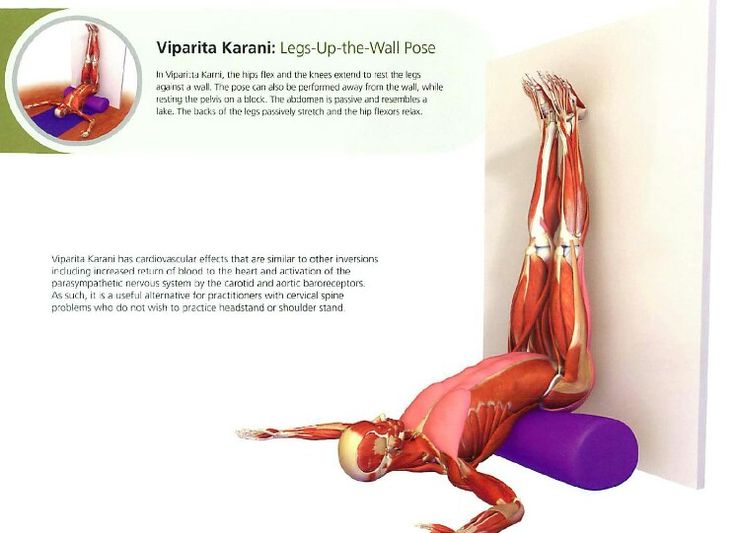 Viparita Karani: Legs-Up-the-Wall Pose
In Viparitta Karni, the hips flex and the knees extend to rest the legs
against a wall. The pose can also be performed away from the wall, while
resting the pelvis on a block. The abdomen is passive and resembles a
lake. The backs of the legs passively stretch and the hip flexors relax.
Viparita Karani has cardiovascular effects that are similar to other inversions
including increased return of blood to the heart and activation of the
parasympathetic nervous system by the carotid and aortic baroreceptors.
As such, it is a useful alternative for practitioners with cervical spine
problems who do not wish to practice headstand or shoulder stand.